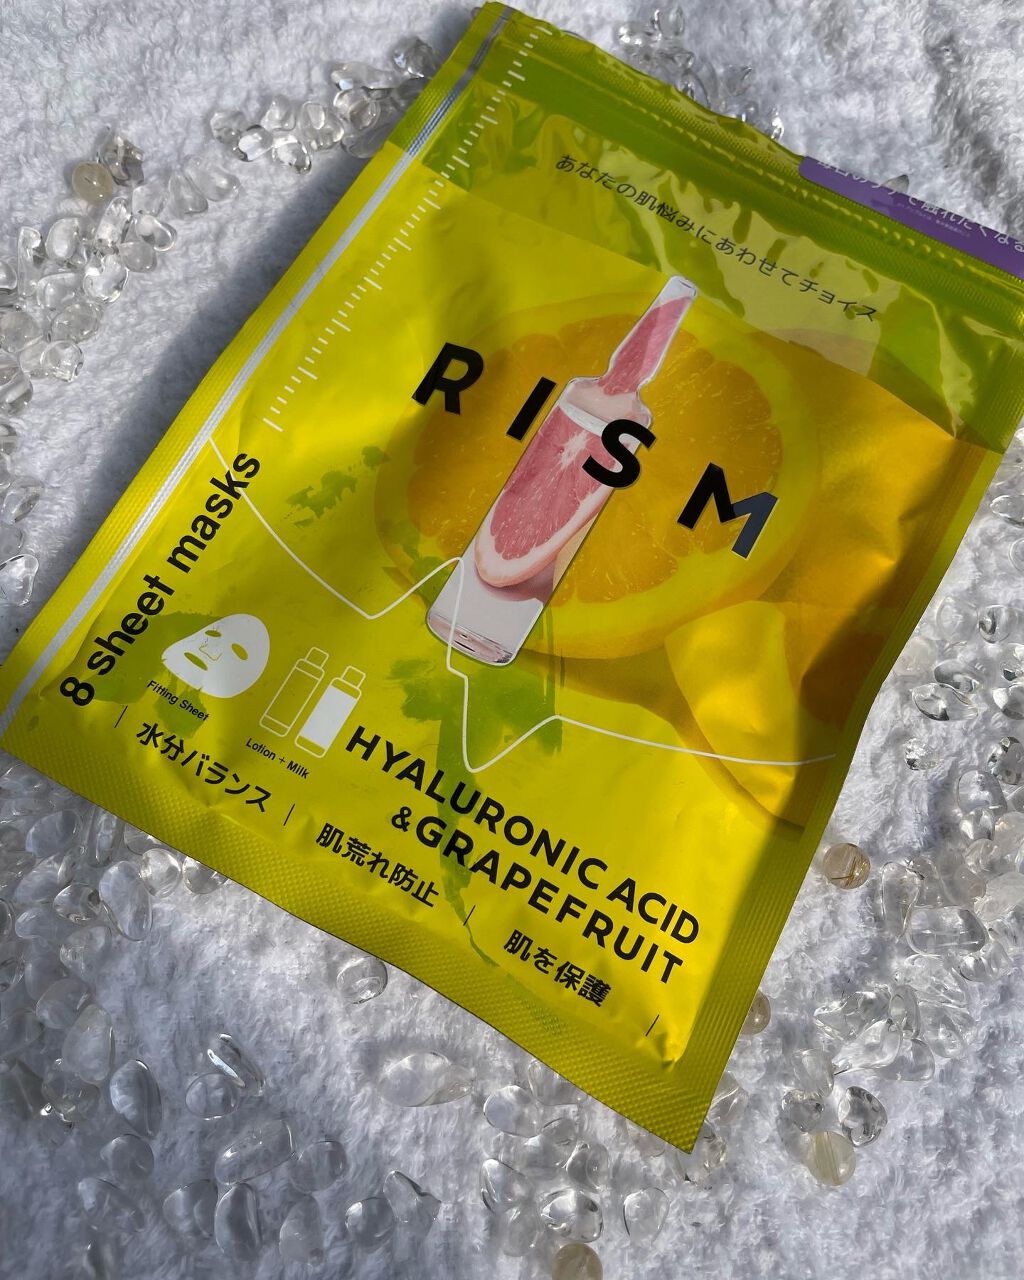 あなたの肌悩みにあわせてチョイス
RISM
8 sheet masks
Fitting Sheet
Lotion + Milk
HYALURONIC ACID
& GRAPEFRUIT
水分バランス | 肌荒れ防止 | 肌を保護 |